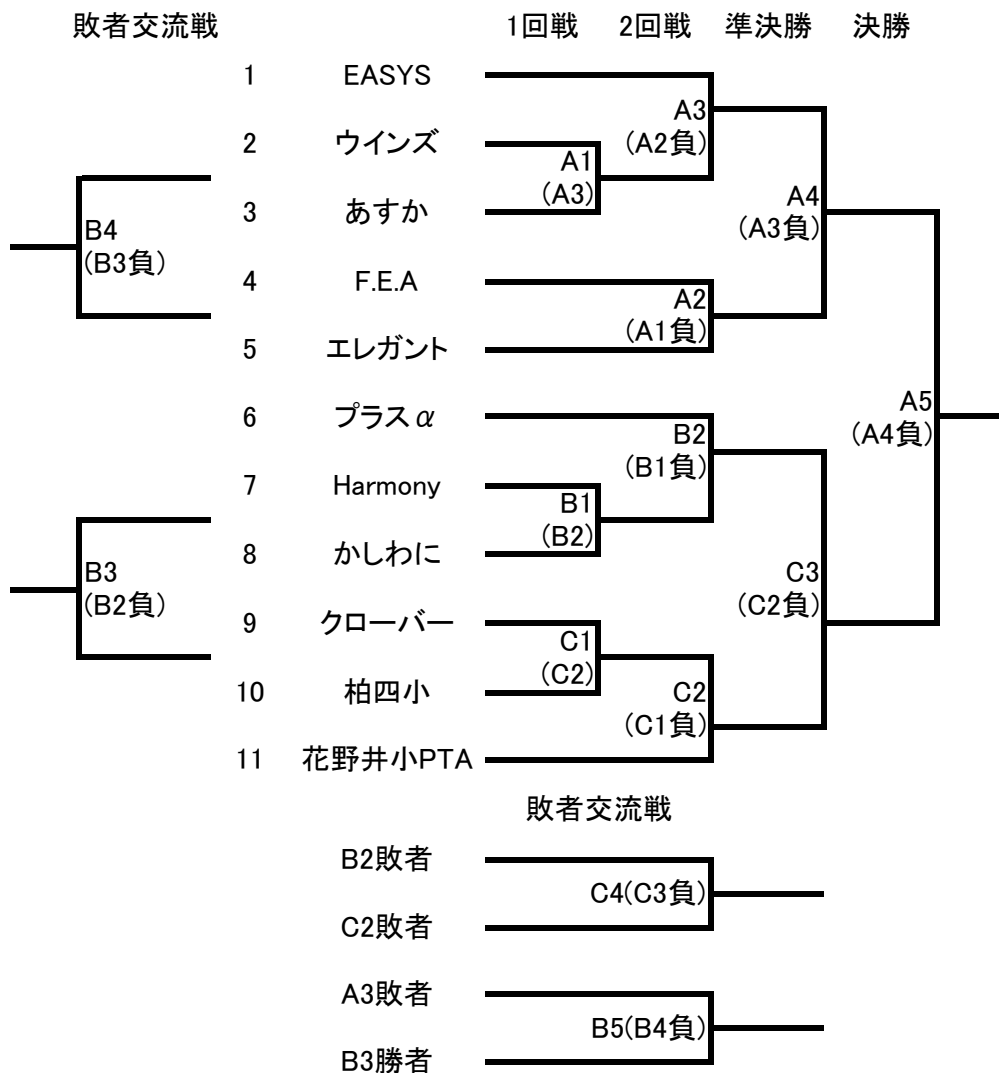 敗者交流戦 1回戦 2回戦 準決勝 決勝
1 EASYS
A3
(A2負)
2 ウインズ
A1
(A3)
3 あすか
A4
(A3負)
B4
(B3負)
4 F.E.A
A2
(A1負)
5 エレガント
6 プラスα
A5
(A4負)
B2
(B1負)
7 Harmony
B1
(B2)
8 かしわに
B3
(B2負)
C3
(C2負)
9 クローバー
C1
(C2)
10 柏四小
C2
(C1負)
11 花野井小PTA
敗者交流戦
B2敗者
C4(C3負)
C2敗者
A3敗者
B5(B4負)
B3勝者